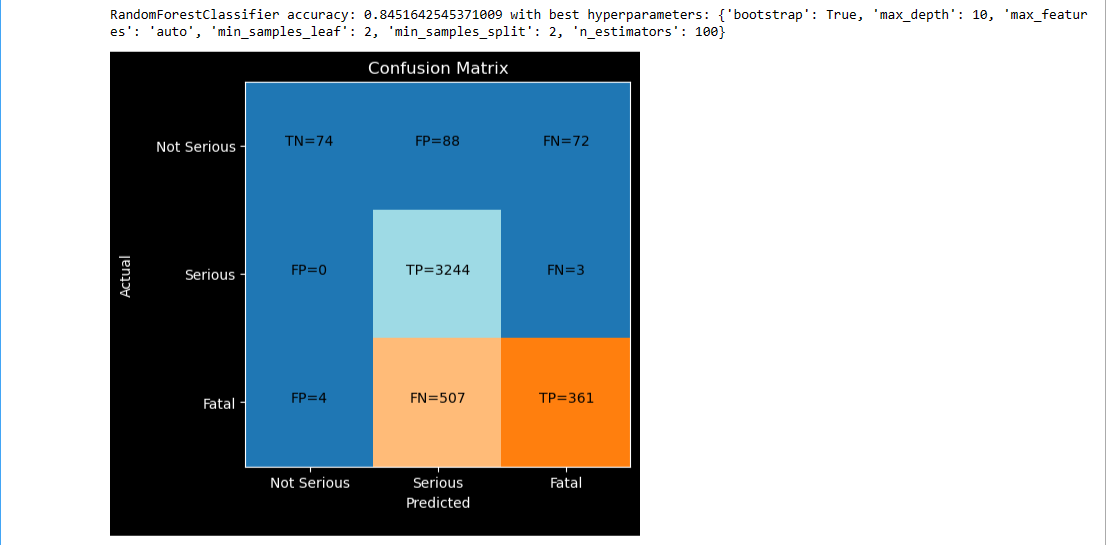 RandomForestClassifier accuracy: 0.8451642545371009 with best hyperparameters: {'bootstrap': True, 'max_depth': 10, 'max_featur
es': 'auto', 'min_samples_leaf': 2, 'min_samples_split': 2, 'n_estimators': 100}
Confusion Matrix
Not Serious
TN=74
FP=88
FN=72
Actual
Serious
FP=0
TP=3244
FN=3
Fatal
FP=4
FN=507
TP=361
Not Serious
Serious
Fatal
Predicted